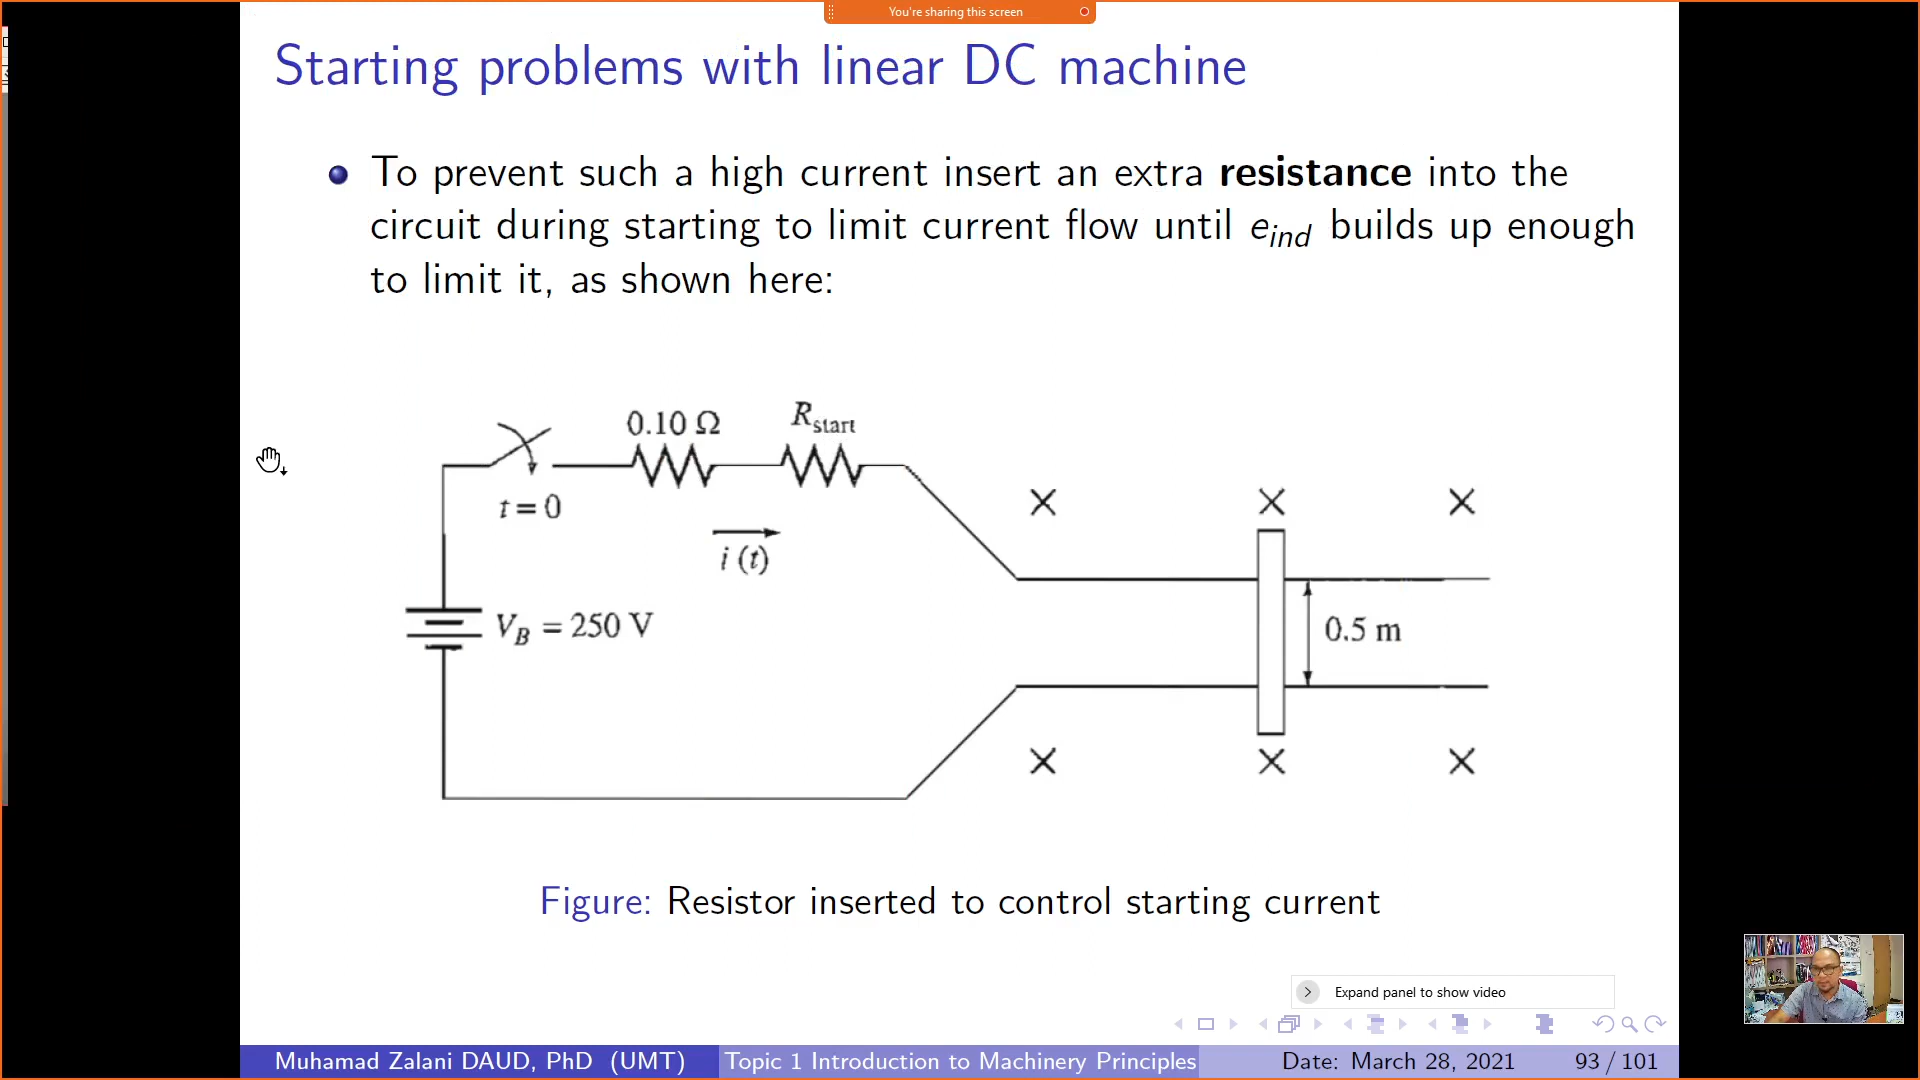 You're sharing this screen
Starting problems with linear DC machine
To prevent such a high current insert an extra resistance into the
circuit during starting to limit current flow until e_ind builds up enough
to limit it, as shown here:
0.10 Ω
R_start
t = 0
i (t)
V_B = 250 V
0.5 m
Figure: Resistor inserted to control starting current
Expand panel to show video
Muhamad Zalani DAUD, PhD (UMT) Topic 1 Introduction to Machinery Principles Date: March 28, 2021 93 / 101